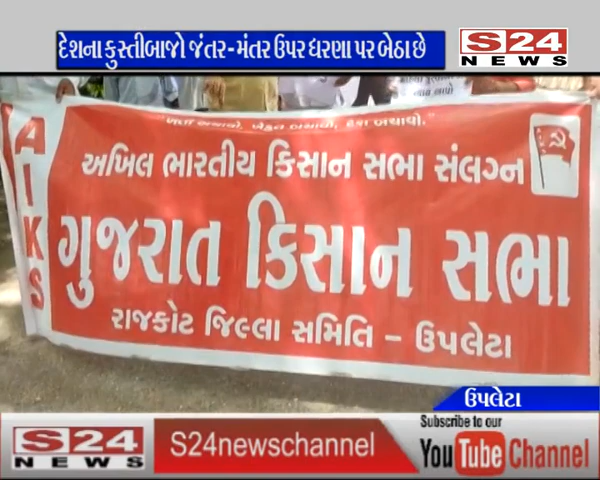 દેશના કુસ્તીબાજો જંતર-મંતર ઉપર ધરણા પર બેઠા છે
S24
NEWS
અખિલ ભારતીય કિસાન સભા સંલગ્ન
AIKS
ગુજરાત કિસાન સભા
રાજકોટ જિલ્લા સમિતિ – ઉપલેટા
ઉપલેટા
S24
NEWS
S24newschannel
Subscribe to our
YouTube Channel